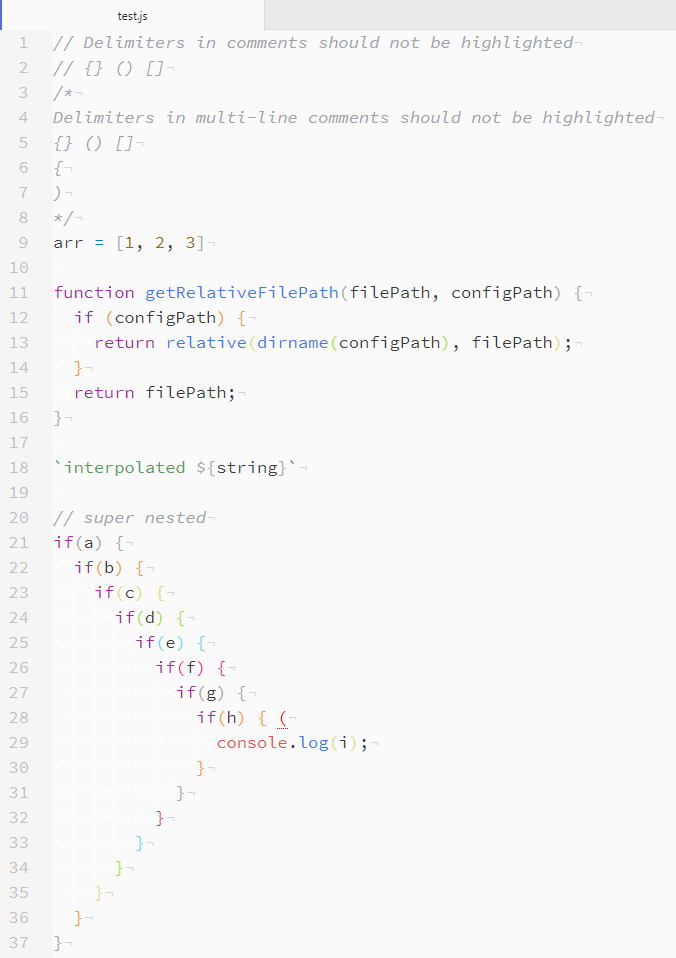 test.js
1 // Delimiters in comments should not be highlighted¬
2 // {} () []¬
3 /*¬
4 Delimiters in multi-line comments should not be highlighted¬
5 {} () []¬
6 {¬
7 )¬
8 */¬
9 arr = [1, 2, 3]¬
10 ¬
11 function getRelativeFilePath(filePath, configPath) {¬
12   if (configPath) {¬
13     return relative(dirname(configPath), filePath);¬
14   }¬
15   return filePath;¬
16 }¬
17 ¬
18 `interpolated ${string}`¬
19 ¬
20 // super nested¬
21 if(a) {¬
22   if(b) {¬
23     if(c) {¬
24       if(d) {¬
25         if(e) {¬
26           if(f) {¬
27             if(g) {¬
28               if(h) { (¬
29                 console.log(i);¬
30               }¬
31             }¬
32           }¬
33         }¬
34       }¬
35     }¬
36   }¬
37 }¬